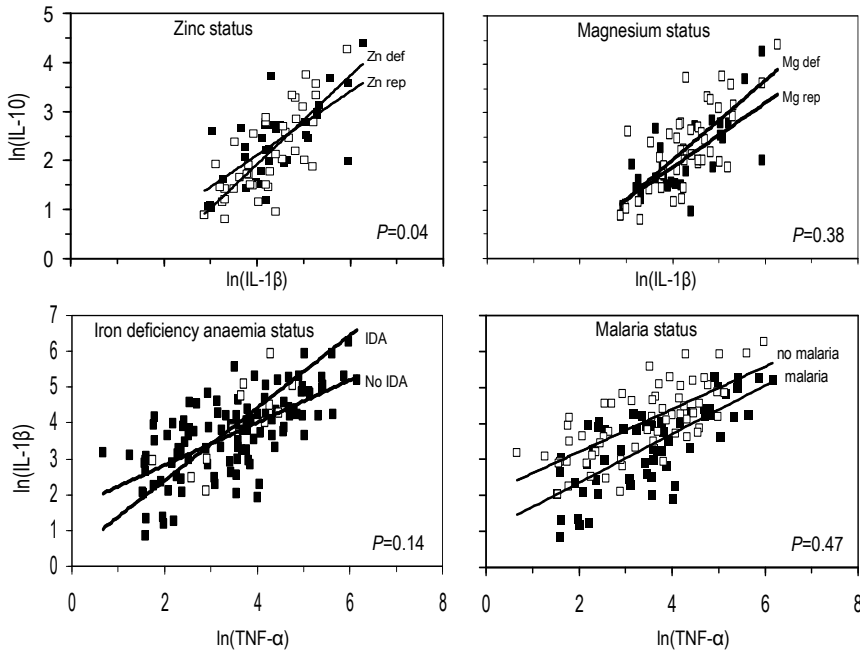 Zinc status
Zn def
Zn rep
P=0.04
5
4
3
2
1
0
ln(IL-10)
ln(IL-1β)
Magnesium status
Mg def
Mg rep
P=0.38
ln(IL-1β)
Iron deficiency anaemia status
IDA
No IDA
P=0.14
7
6
5
4
3
2
1
0
ln(IL-1β)
0 2 4 6 8
ln(TNF-α)
Malaria status
no malaria
malaria
P=0.47
0 2 4 6 8
ln(TNF-α)